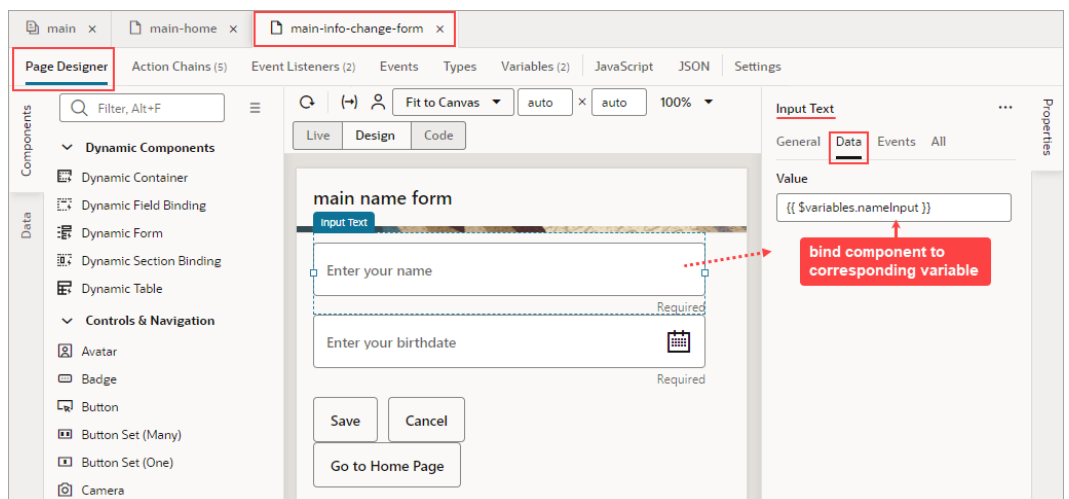 main x
main-home x
main-info-change-form x
Page Designer
Action Chains (5)
Event Listeners (2)
Events
Types
Variables (2)
JavaScript
JSON
Settings
Components
Data
Filter, Alt+F
Dynamic Components
Dynamic Container
Dynamic Field Binding
Dynamic Form
Dynamic Section Binding
Dynamic Table
Controls & Navigation
Avatar
Badge
Button
Button Set (Many)
Button Set (One)
Camera
Fit to Canvas
auto × auto
100%
Live
Design
Code
main name form
Input Text
Enter your name
Required
Enter your birthdate
Required
Save
Cancel
Go to Home Page
Input Text
General
Data
Events
All
Value
{{ $variables.nameInput }}
bind component to
corresponding variable
Properties